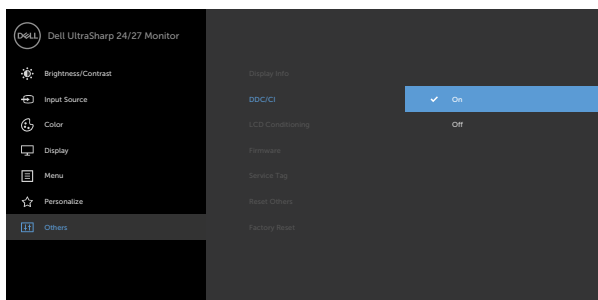 DELL Dell UltraSharp 24/27 Monitor
Brightness/Contrast
Display Info
Input Source
DDC/CI
On
Color
LCD Conditioning
Off
Display
Firmware
Menu
Service Tag
Personalize
Reset Others
Others
Factory Reset